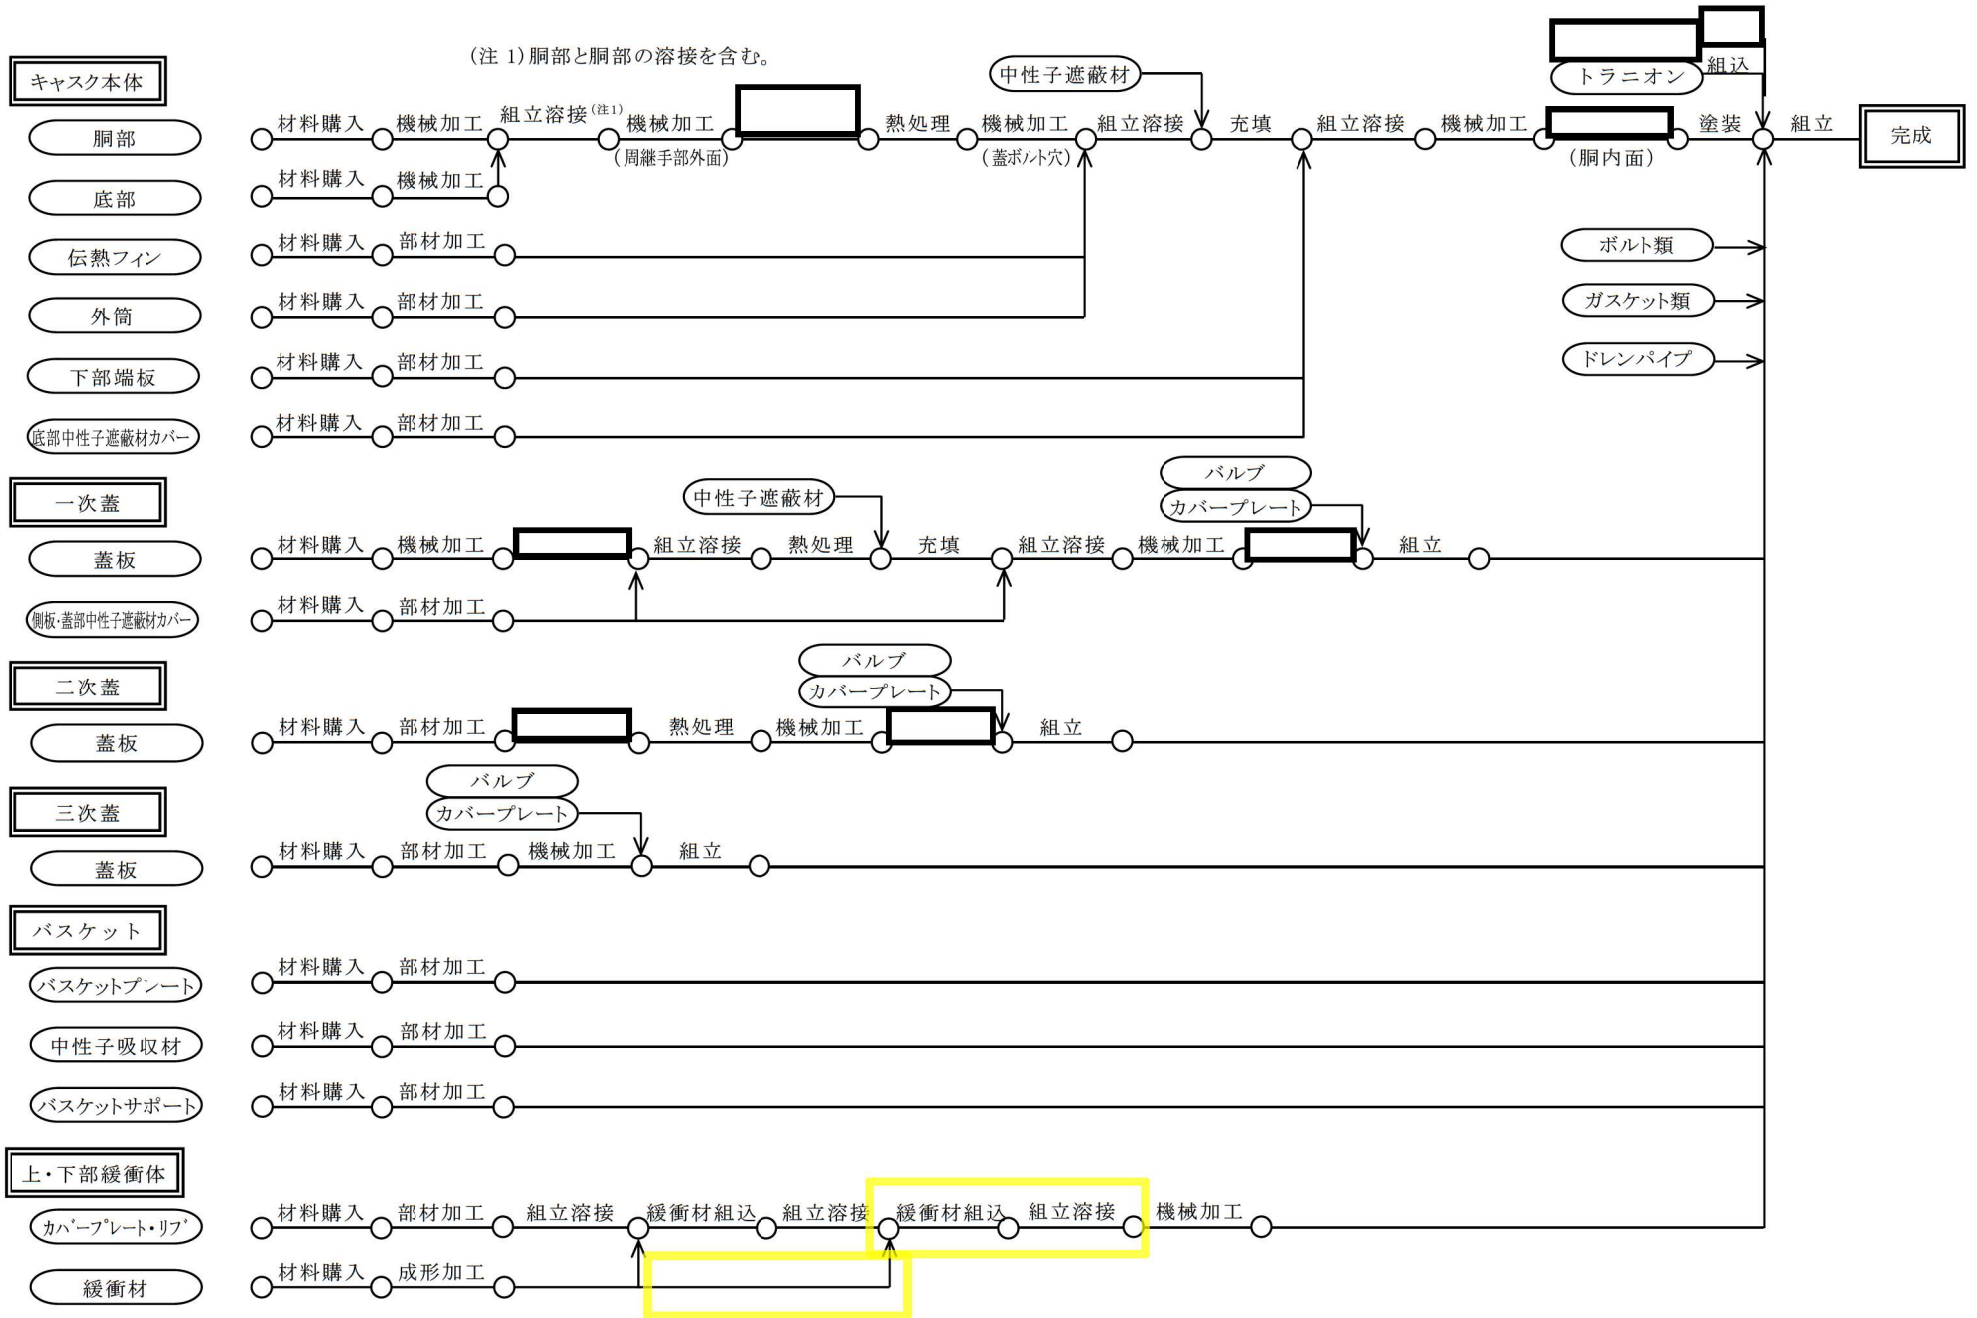 (注 1)胴部と胴部の溶接を含む。
キャスク本体
中性子遮蔽材
トラニオン
組込
胴部
材料購入 機械加工 組立溶接(注1) 機械加工 熱処理 機械加工 組立溶接 充填 組立溶接 機械加工 塗装 組立 完成
(周継手部外面) (蓋ボルト穴) (胴内面)
底部 材料購入 機械加工
伝熱フィン 材料購入 部材加工
ボルト類
外筒 材料購入 部材加工
ガスケット類
下部端板 材料購入 部材加工
ドレンパイプ
底部中性子遮蔽材カバー 材料購入 部材加工
一次蓋
中性子遮蔽材
バルブ
カバープレート
蓋板 材料購入 機械加工 組立溶接 熱処理 充填 組立溶接 機械加工 組立
側板・蓋部中性子遮蔽材カバー 材料購入 部材加工
二次蓋
バルブ
カバープレート
蓋板 材料購入 部材加工 熱処理 機械加工 組立
三次蓋
バルブ
カバープレート
蓋板 材料購入 部材加工 機械加工 組立
バスケット
バスケットプレート 材料購入 部材加工
中性子吸収材 材料購入 部材加工
バスケットサポート 材料購入 部材加工
上・下部緩衝体
カバープレート・リブ 材料購入 部材加工 組立溶接 緩衝材組込 組立溶接 緩衝材組込 組立溶接 機械加工
緩衝材 材料購入 成形加工